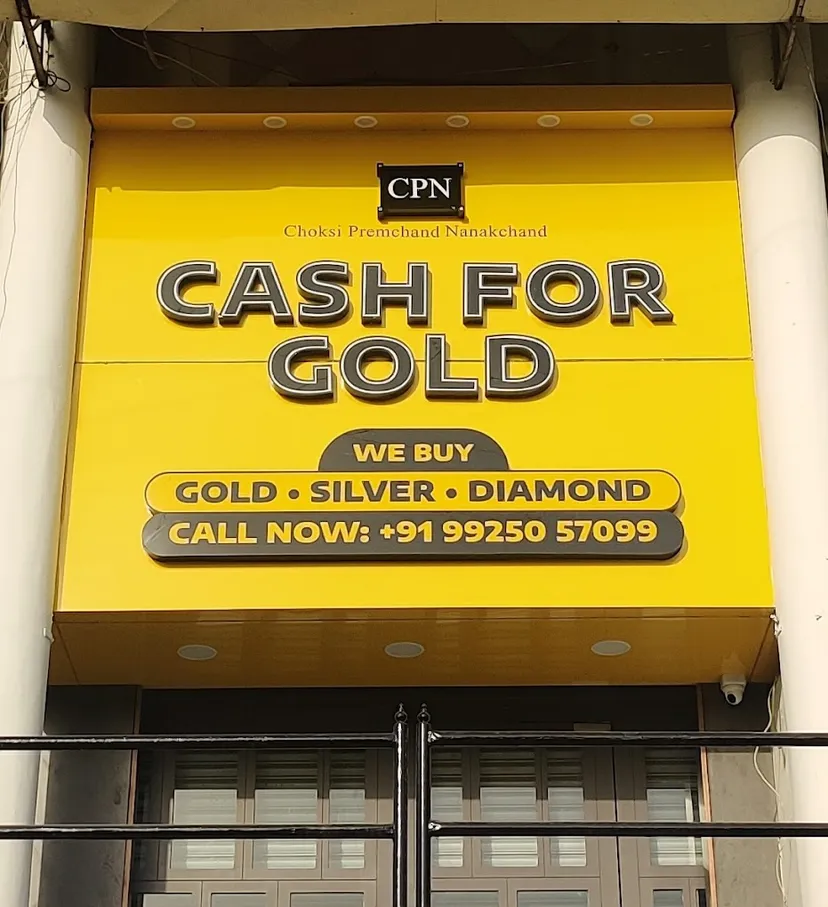 CPN
Choksi Premchand Nanakchand
CASH FOR
GOLD
WE BUY
GOLD • SILVER • DIAMOND
CALL NOW: +91 99250 57099